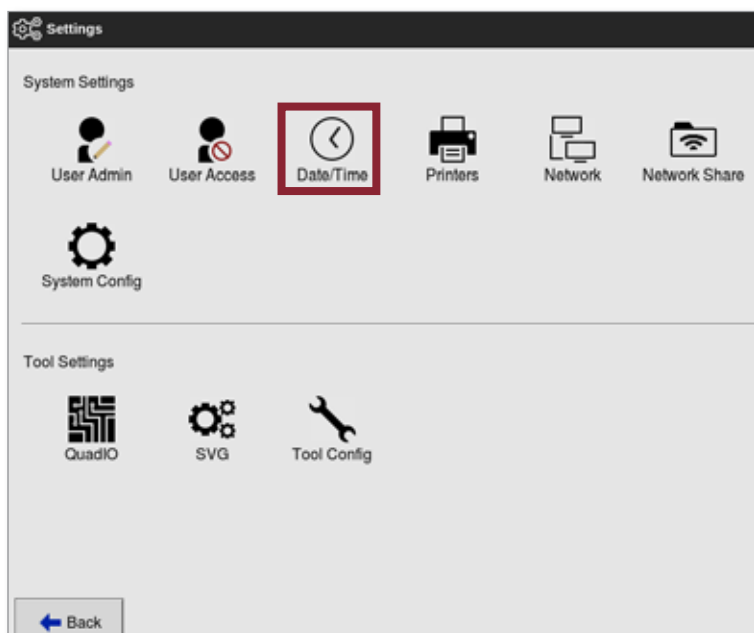 Settings
System Settings
User Admin User Access Date/Time Printers Network Network Share
System Config
Tool Settings
QuadIO SVG Tool Config
Back